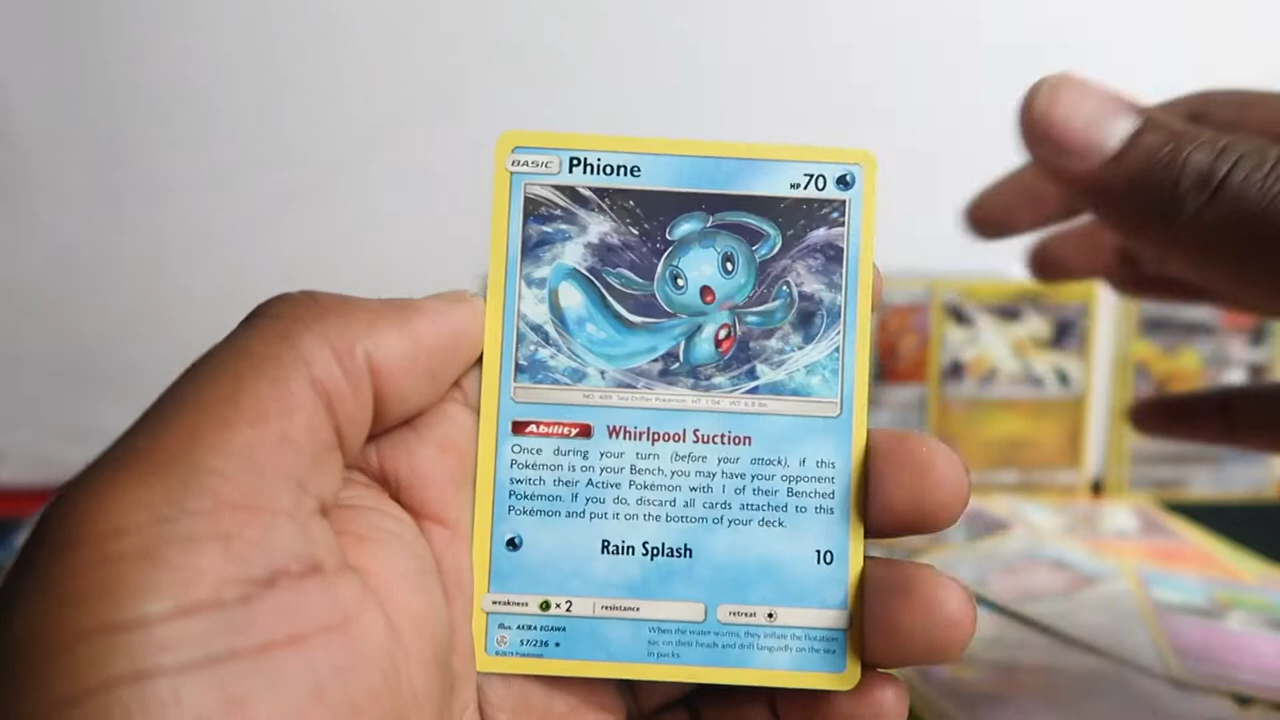 BASIC Phione HP 70
NO. 489 Sea Drifter Pokémon HT: 1'04" WT: 6.8 lbs.
Ability Whirlpool Suction
Once during your turn (before your attack), if this
Pokémon is on your Bench, you may have your opponent
switch their Active Pokémon with 1 of their Benched
Pokémon. If you do, discard all cards attached to this
Pokémon and put it on the bottom of your deck.
Rain Splash 10
weakness ×2 resistance retreat
Illus. AKIRA EGAWA
57/236
©2019 Pokémon
When the water warms, they inflate the flotation
sac on their heads and drift languidly on the sea
in packs.